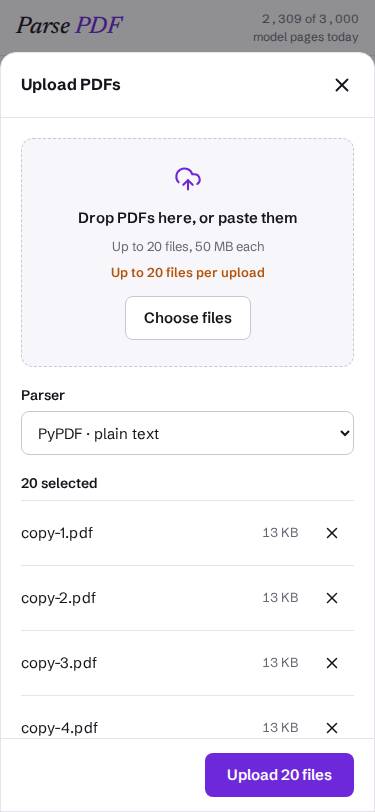 Parse PDF
2,309 of 3,000
model pages today
Upload PDFs
Drop PDFs here, or paste them
Up to 20 files, 50 MB each
Up to 20 files per upload
Choose files
Parser
PyPDF · plain text
20 selected
copy-1.pdf 13 KB
copy-2.pdf 13 KB
copy-3.pdf 13 KB
copy-4.pdf 13 KB
Upload 20 files